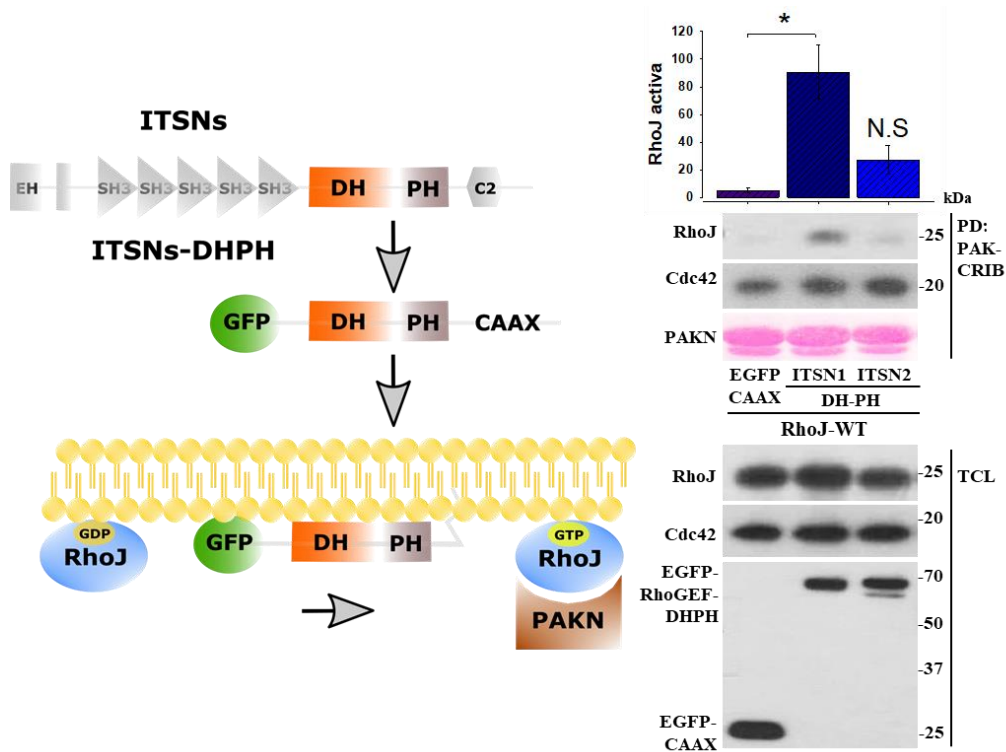 ITSNs
EH SH3 SH3 SH3 SH3 SH3 DH PH C2
ITSNs-DHPH
GFP DH PH CAAX
GDP
RhoJ
GFP DH PH
GTP
RhoJ
PAKN
*
N.S
RhoJ activa
120
100
80
60
40
20
0
kDa
RhoJ -25
Cdc42 -20
PAKN
PD:
PAK-
CRIB
EGFP
CAAX
ITSN1 ITSN2
DH-PH
RhoJ-WT
RhoJ -25
-20
Cdc42
EGFP-
RhoGEF-
DHPH
-70
-50
-37
EGFP-
CAAX
-25
TCL